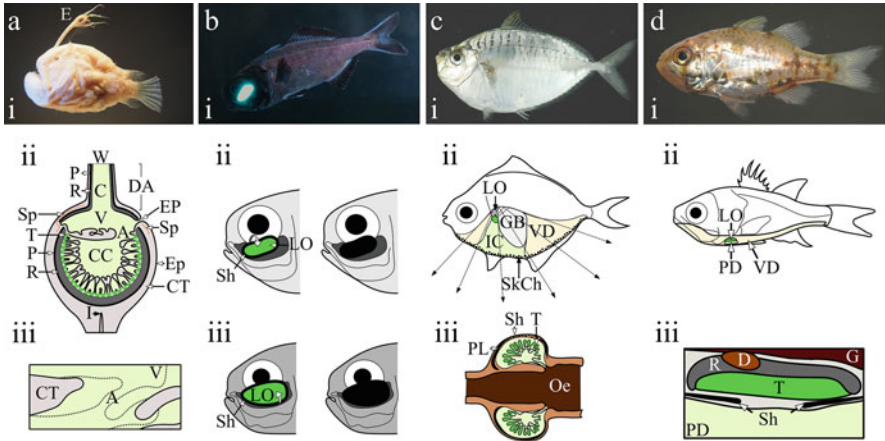 a E i
b i
c i
d i
ii W
P
R C DA
V EP
Sp Sp
T A
P CC Ep
R CT
I
iii
V
CT A
ii
LO
Sh
iii
LO
Sh
ii
LO
GB VD
IC
SkCh
iii Sh T
PL
Oe
ii
LO
PD VD
iii
D G
R
T
Sh
PD